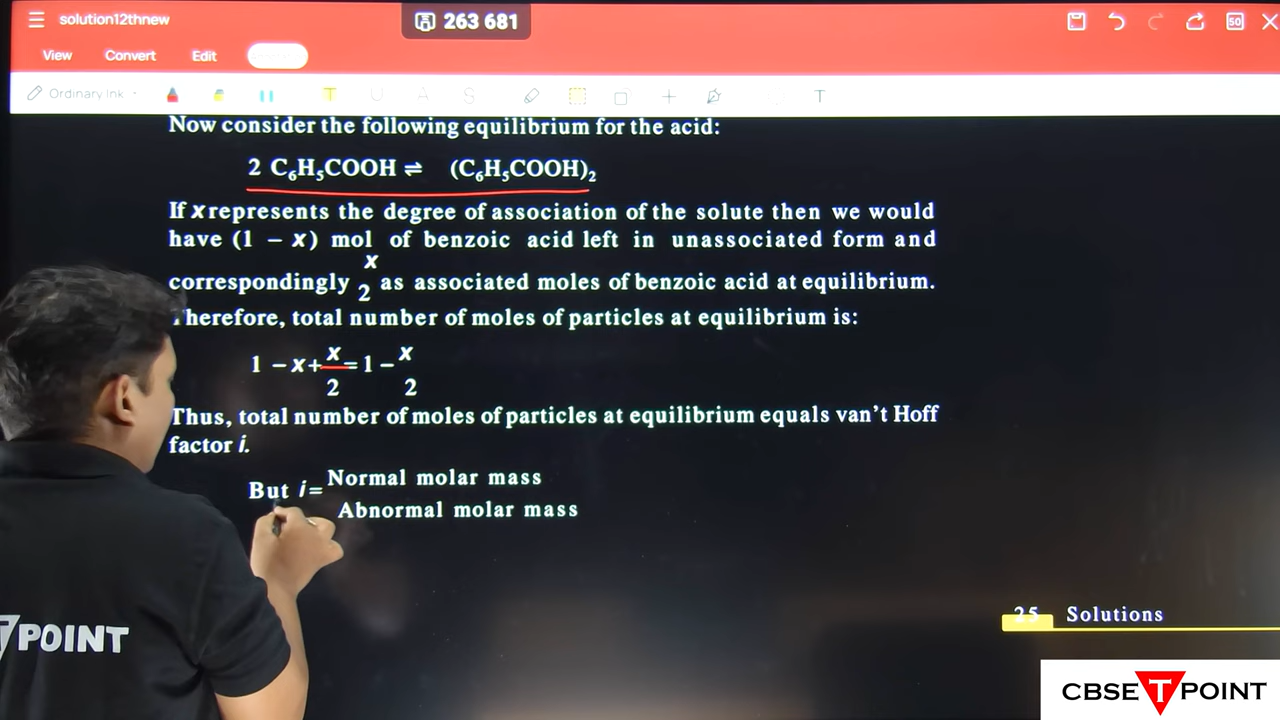 solution12thnew
263 681
50
View Convert Edit
Ordinary ink
T U A S T
Now consider the following equilibrium for the acid:
2 C₆H₅COOH ⇌ (C₆H₅COOH)₂
If x represents the degree of association of the solute then we would
have (1 – x) mol of benzoic acid left in unassociated form and
correspondingly x/2 as associated moles of benzoic acid at equilibrium.
Therefore, total number of moles of particles at equilibrium is:
1 – x + x/2 = 1 – x/2
Thus, total number of moles of particles at equilibrium equals van't Hoff
factor i.
But i = Normal molar mass
Abnormal molar mass
25 Solutions
POINT
CBSE T POINT